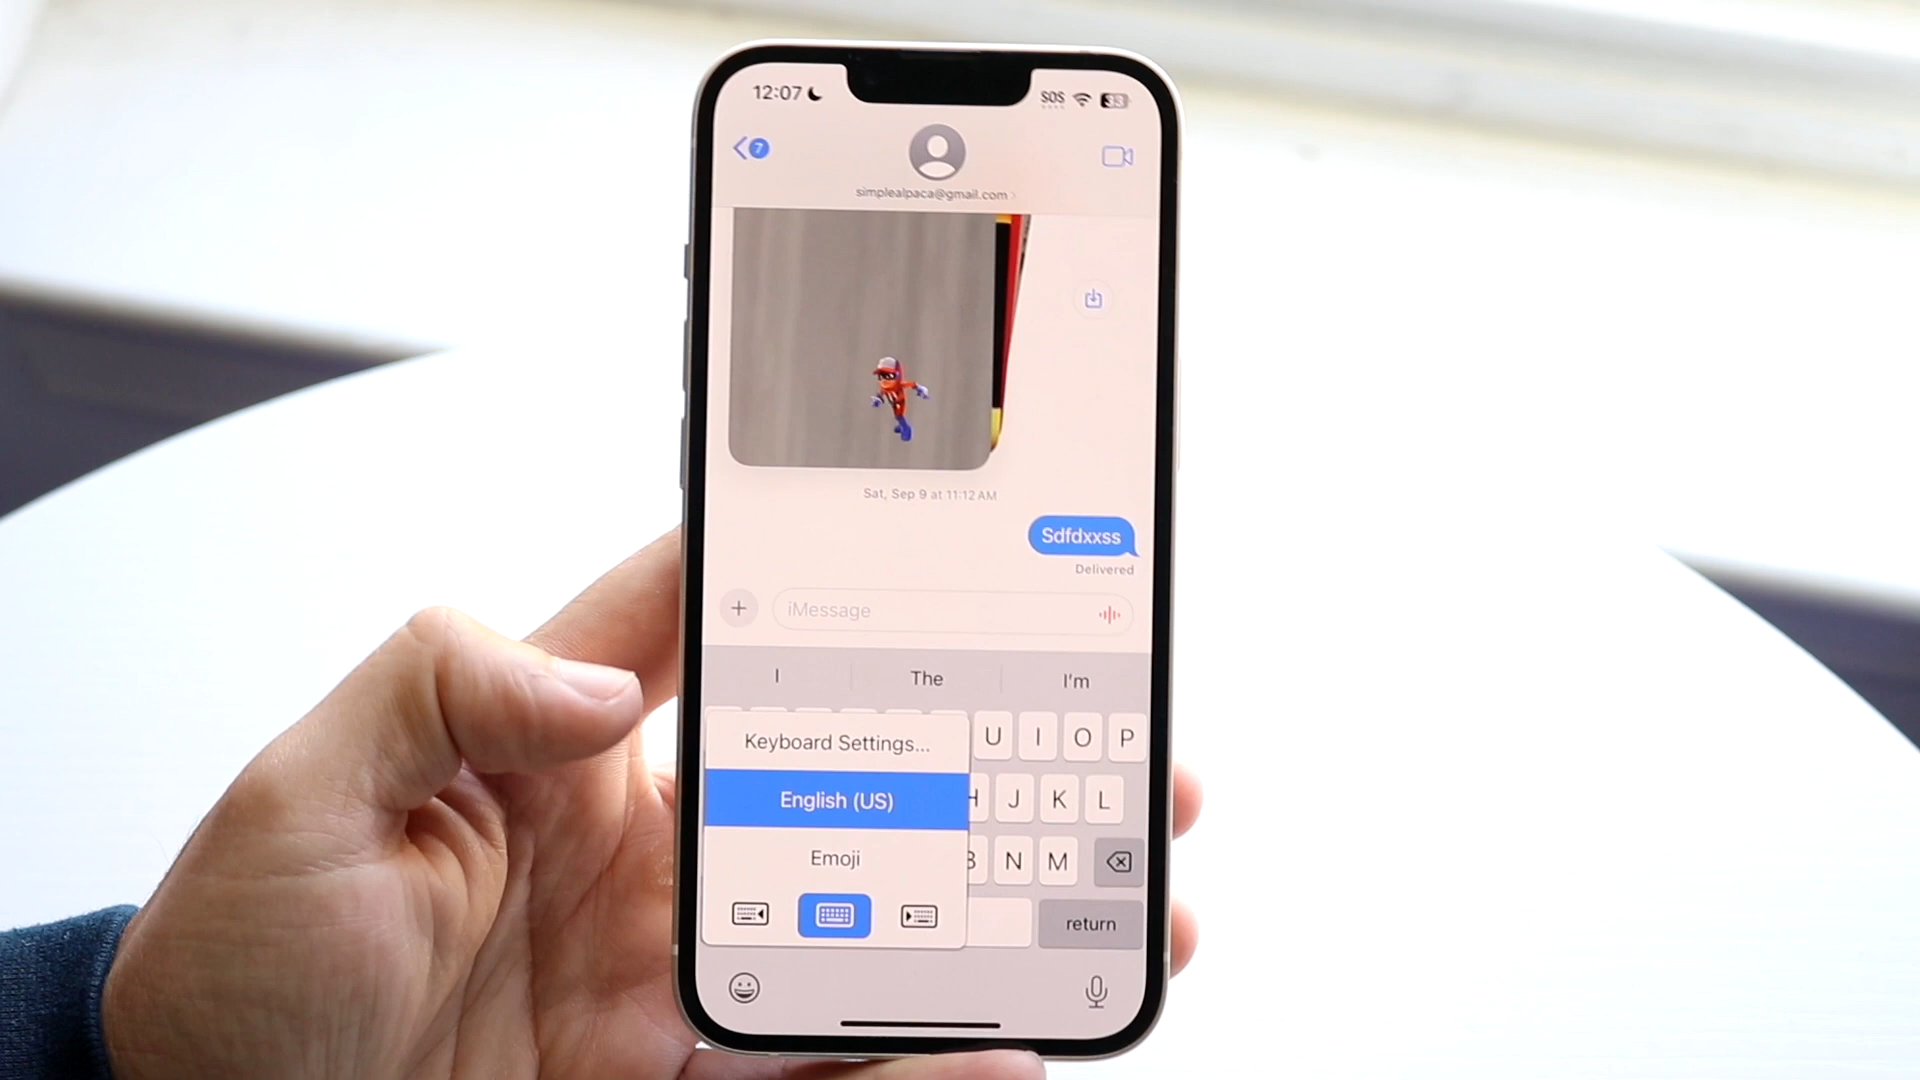 12:07
SOS
33
7
simplealpaca@gmail.com
Sat, Sep 9 at 11:12 AM
Sdfdxxss
Delivered
iMessage
I
The
I'm
Keyboard Settings...
U I O P
English (US)
H J K L
Emoji
B N M
return